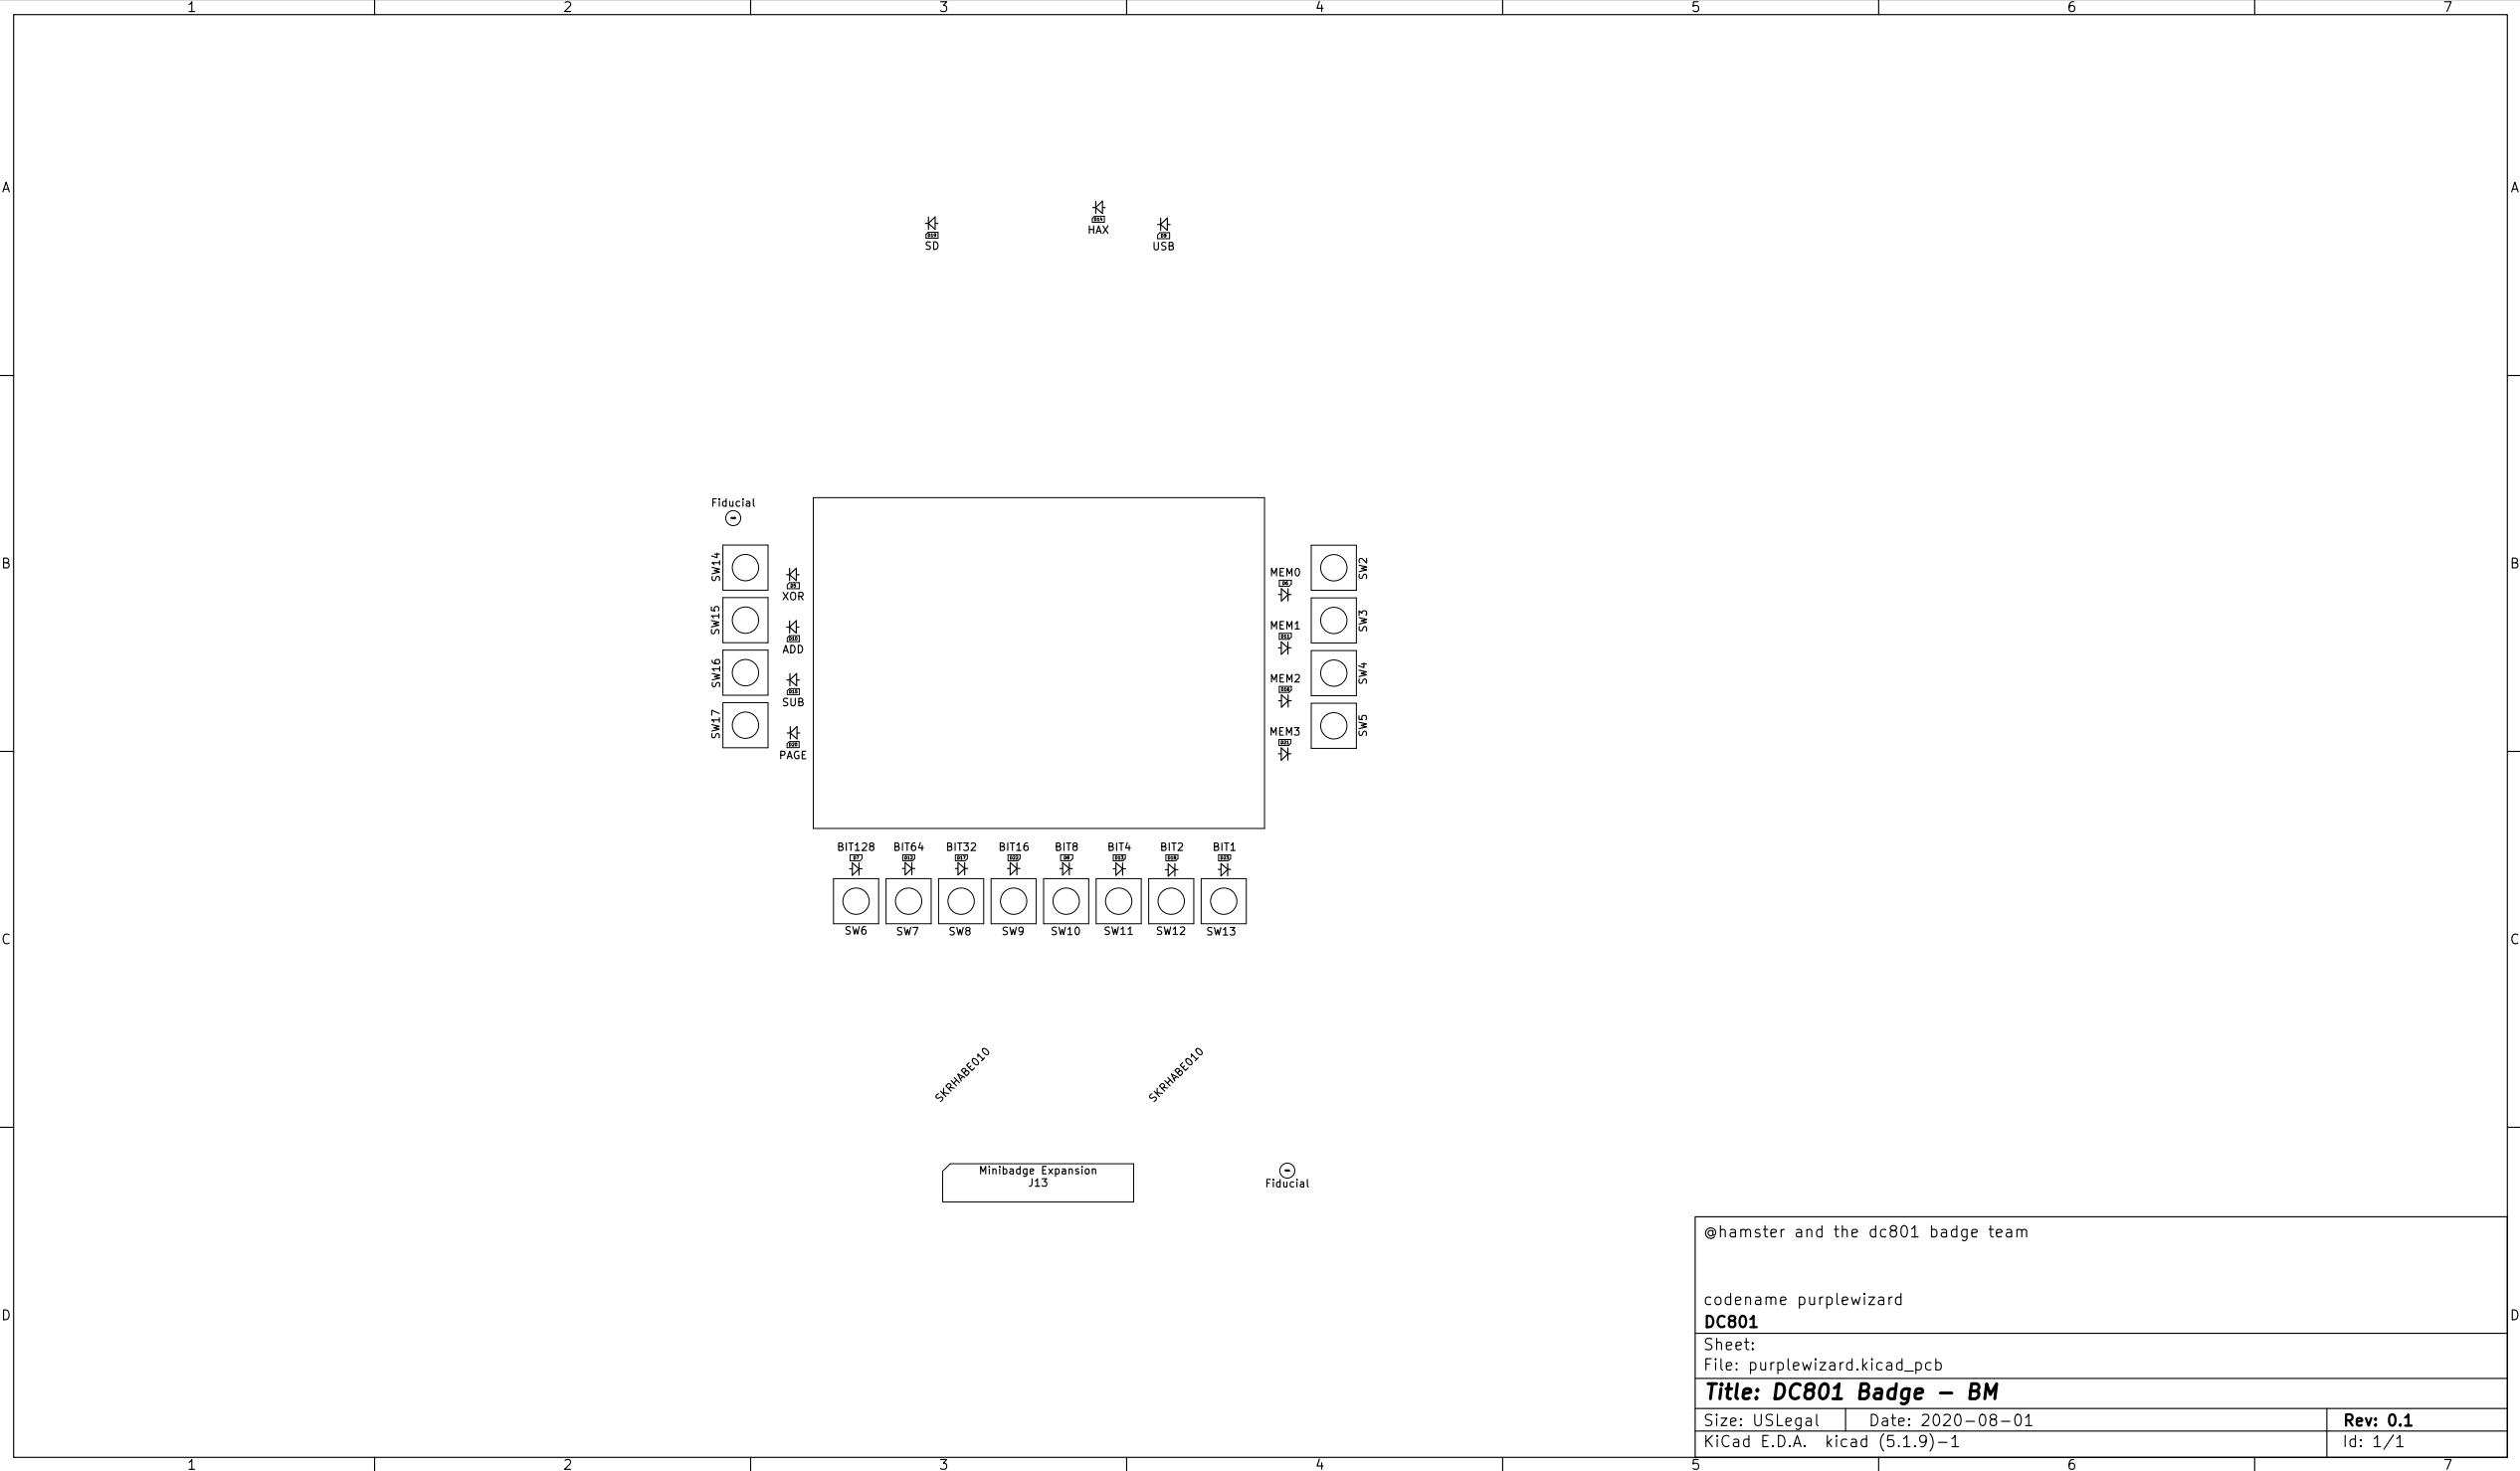 1 2 3 4 5 6 7
A A
HAX
SD USB
Fiducial
B B
SW14 XOR MEM0 SW2
SW15 ADD MEM1 SW3
SW16 SUB MEM2 SW4
SW17 PAGE MEM3 SW5
BIT128 BIT64 BIT32 BIT16 BIT8 BIT4 BIT2 BIT1
SW6 SW7 SW8 SW9 SW10 SW11 SW12 SW13
C C
SKRHABE010 SKRHABE010
Minibadge Expansion
J13
Fiducial
@hamster and the dc801 badge team
codename purplewizard
D D
DC801
Sheet:
File: purplewizard.kicad_pcb
Title: DC801 Badge - BM
Size: USLegal Date: 2020-08-01 Rev: 0.1
KiCad E.D.A. kicad (5.1.9)-1 Id: 1/1
1 2 3 4 5 6 7